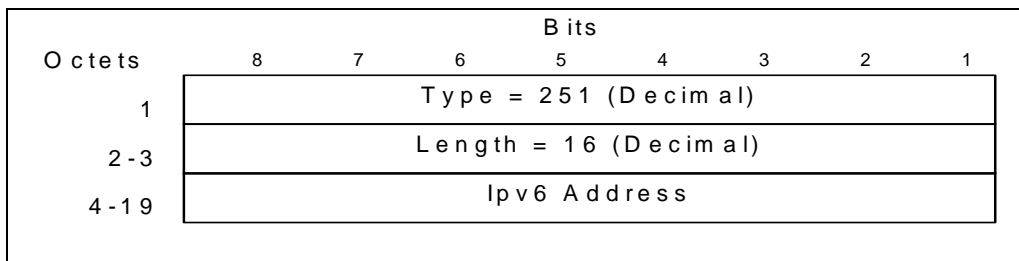 Bits
Octets 8 7 6 5 4 3 2 1
1 Type = 251 (Decimal)
2-3 Length = 16 (Decimal)
4-19 Ipv6 Address